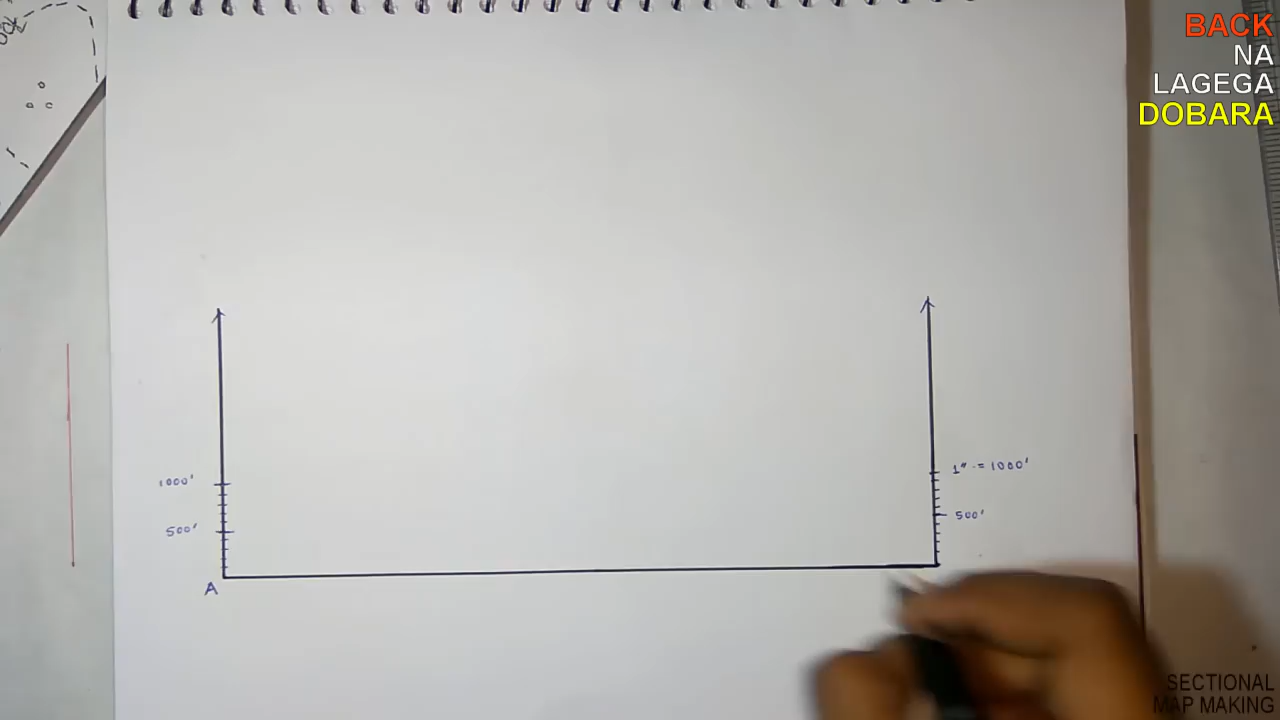 BACK
NA
LAGEGA
DOBARA
1" = 1000'
1000'
500'
500'
A
SECTIONAL
MAP MAKING